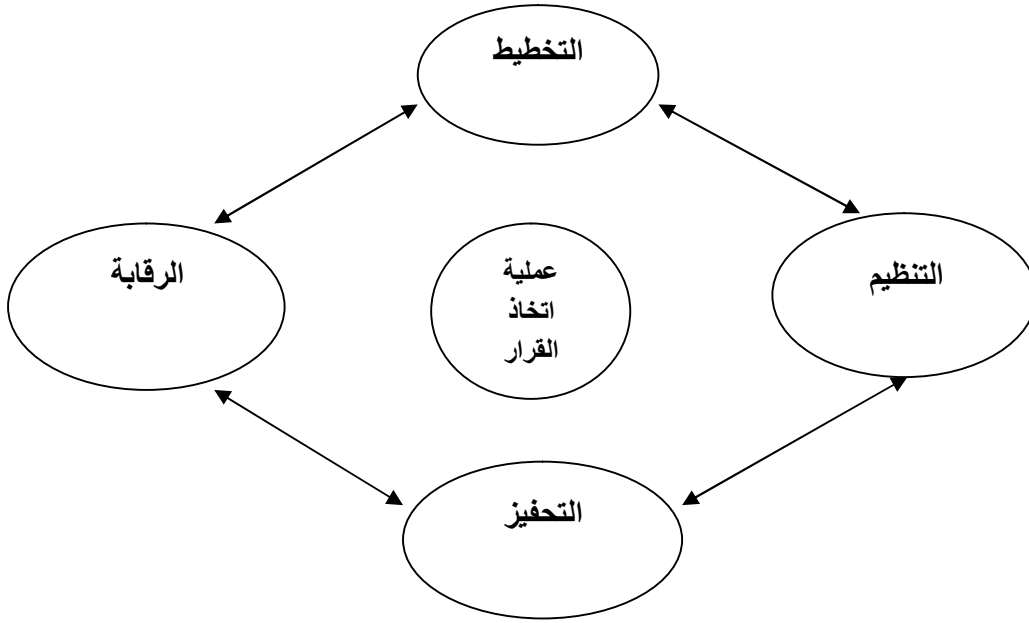 التخطيط
التنظيم
الرقابة
عملية
اتخاذ
القرار
التحفيز